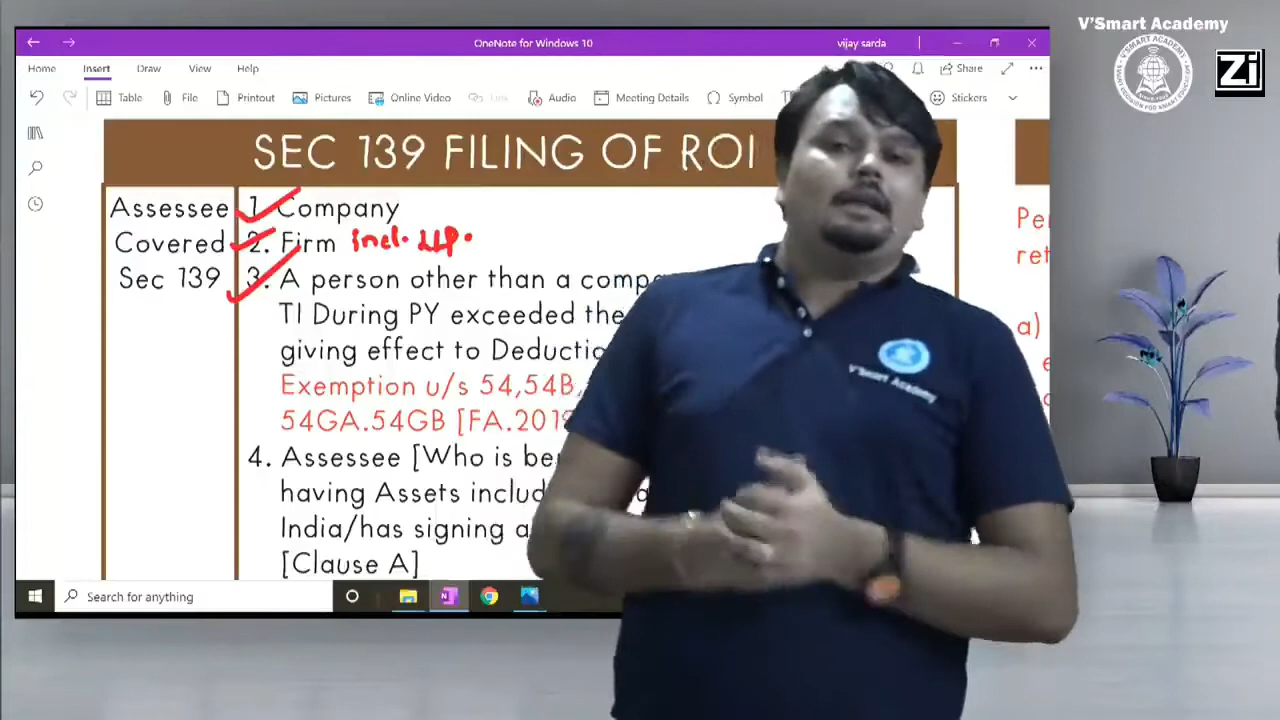 V'Smart Academy
OneNote for Windows 10
vijay sarda
Home Insert Draw View Help
Share
Table File Printout Pictures Online Video Link Audio Meeting Details Symbol Stickers
SEC 139 FILING OF ROI
Assessee 1. Company
Covered 2. Firm incl. LLP.
Sec 139 3. A person other than a comp
TI During PY exceeded the
giving effect to Deductio
Exemption u/s 54,54B,
54GA.54GB [FA.2019
4. Assessee [Who is be
having Assets includ
India/has signing a
[Clause A]
Pe
ret
a)
e
Search for anything
V'Smart Academy
Zi